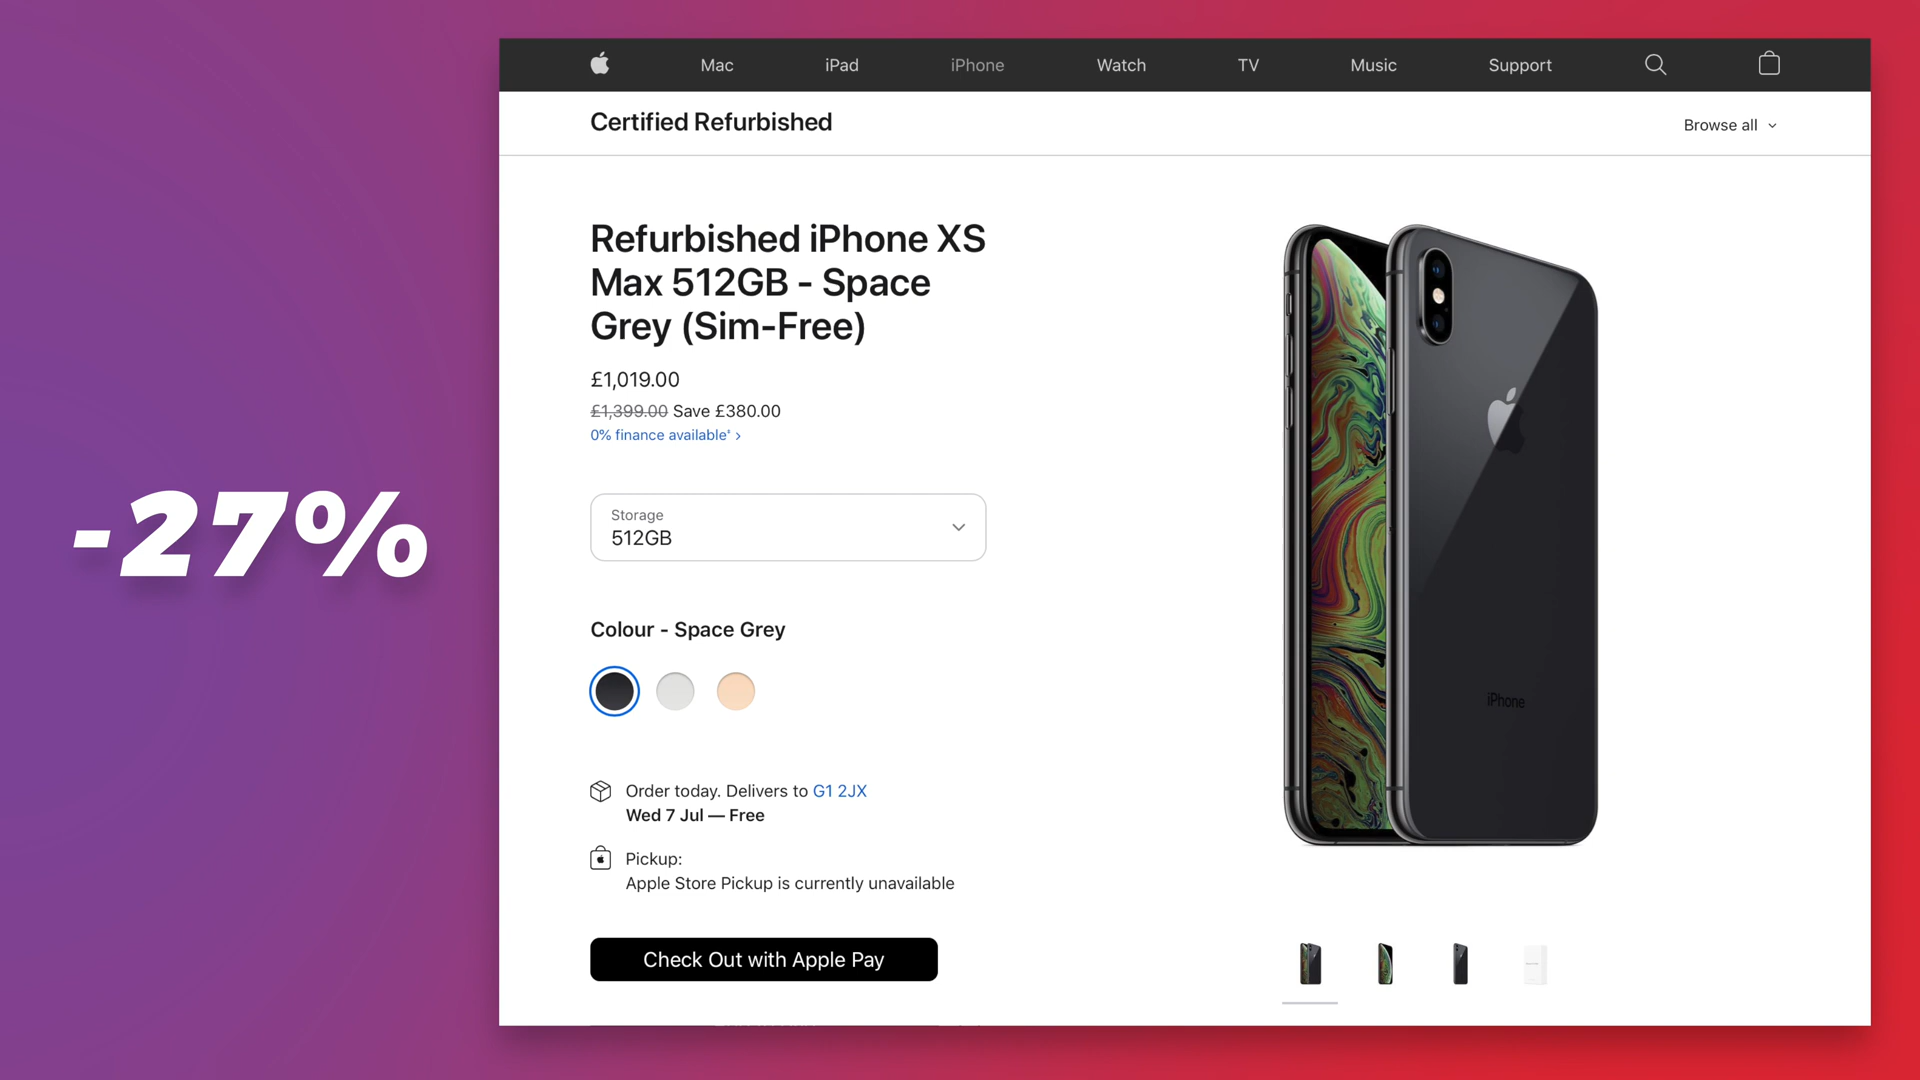 -27%
Mac iPad iPhone Watch TV Music Support
Certified Refurbished
Browse all
Refurbished iPhone XS
Max 512GB - Space
Grey (Sim-Free)
£1,019.00
£1,399.00 Save £380.00
0% finance available‡ >
Storage
512GB
Colour - Space Grey
Order today. Delivers to G1 2JX
Wed 7 Jul — Free
Pickup:
Apple Store Pickup is currently unavailable
Check Out with Apple Pay
iPhone